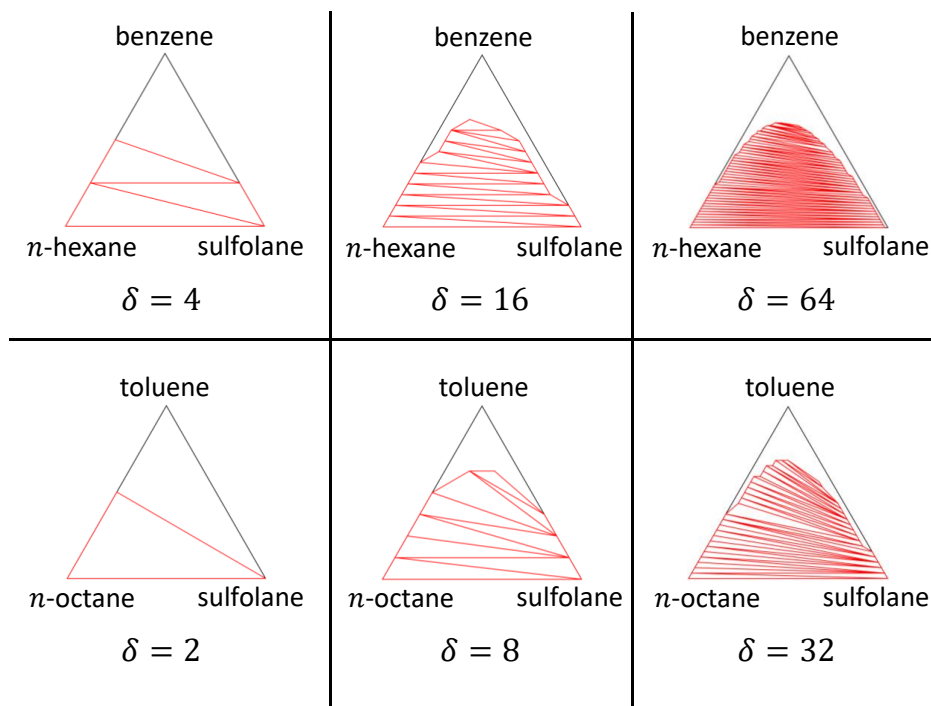 benzene benzene benzene
n-hexane sulfolane n-hexane sulfolane n-hexane sulfolane
δ = 4 δ = 16 δ = 64
toluene toluene toluene
n-octane sulfolane n-octane sulfolane n-octane sulfolane
δ = 2 δ = 8 δ = 32